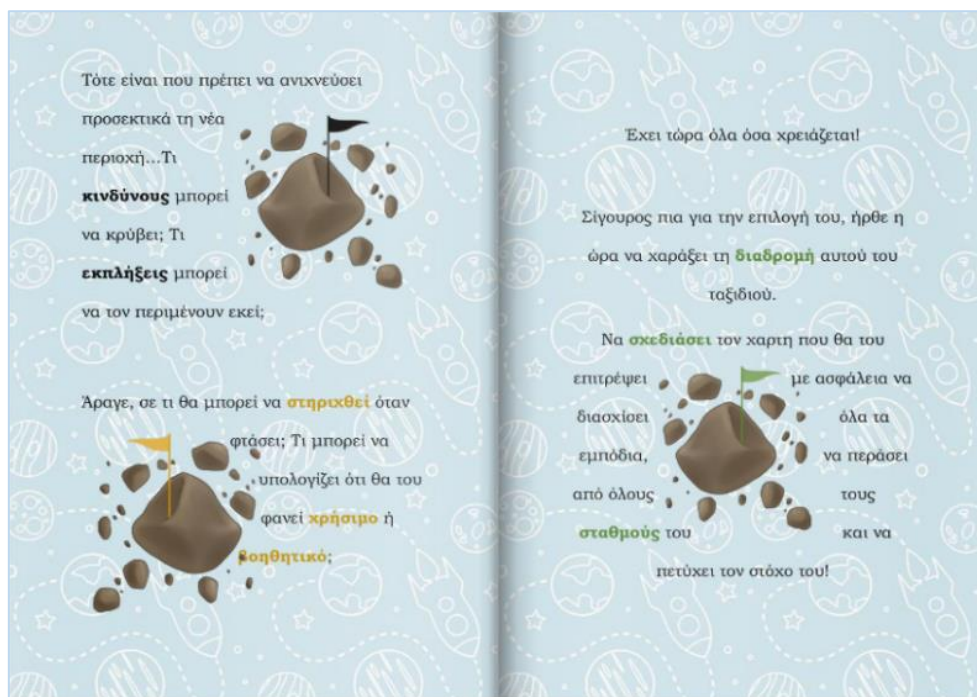 Τότε είναι που πρέπει να ανιχνεύσει
προσεκτικά τη νέα
περιοχή...Τι
κινδύνους μπορεί
να κρύβει; Τι
εκπλήξεις μπορεί
να τον περιμένουν εκεί;
Άραγε, σε τι θα μπορεί να στηριχθεί όταν
φτάσει; Τι μπορεί να
υπολογίζει ότι θα του
φανεί χρήσιμο ή
βοηθητικό;
Έχει τώρα όλα όσα χρειάζεται!
Σίγουρος πια για την επιλογή του, ήρθε η
ώρα να χαράξει τη διαδρομή αυτού του
ταξιδιού.
Να σχεδιάσει τον χαρτη που θα του
επιτρέψει με ασφάλεια να
διασχίσει όλα τα
εμπόδια, να περάσει
από όλους τους
σταθμούς του και να
πετύχει τον στόχο του!